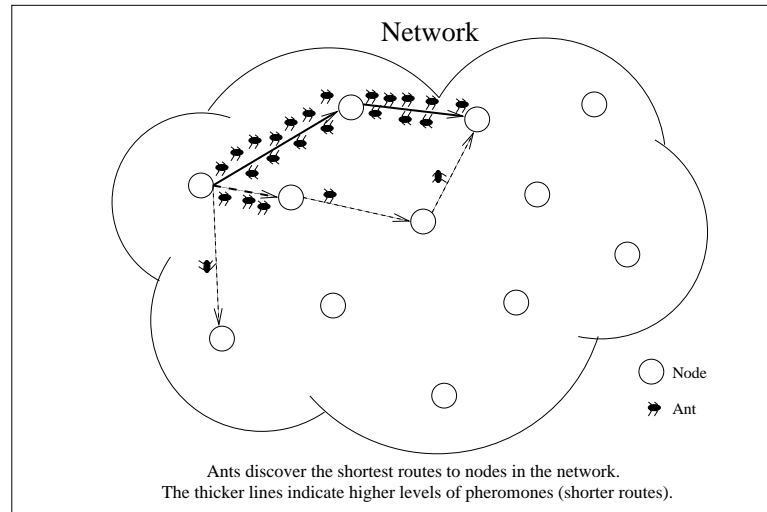 Network
Node
Ant
Ants discover the shortest routes to nodes in the network.
The thicker lines indicate higher levels of pheromones (shorter routes).